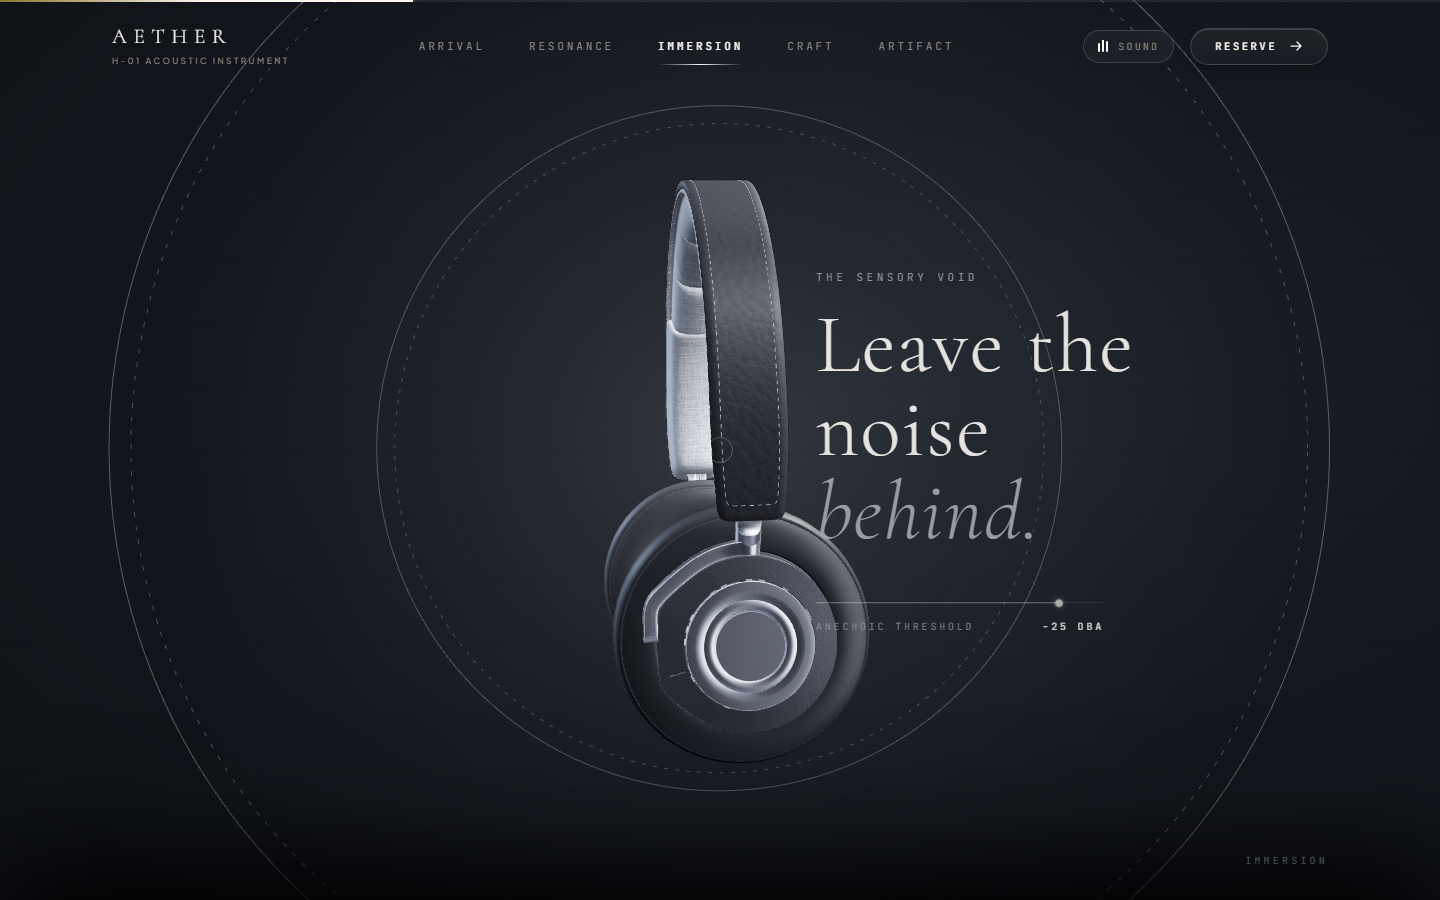 AETHER
H-01 ACOUSTIC INSTRUMENT
ARRIVAL
RESONANCE
IMMERSION
CRAFT
ARTIFACT
SOUND
RESERVE →
THE SENSORY VOID
Leave the
noise
behind.
ANECHOIC THRESHOLD
-25 DBA
IMMERSION